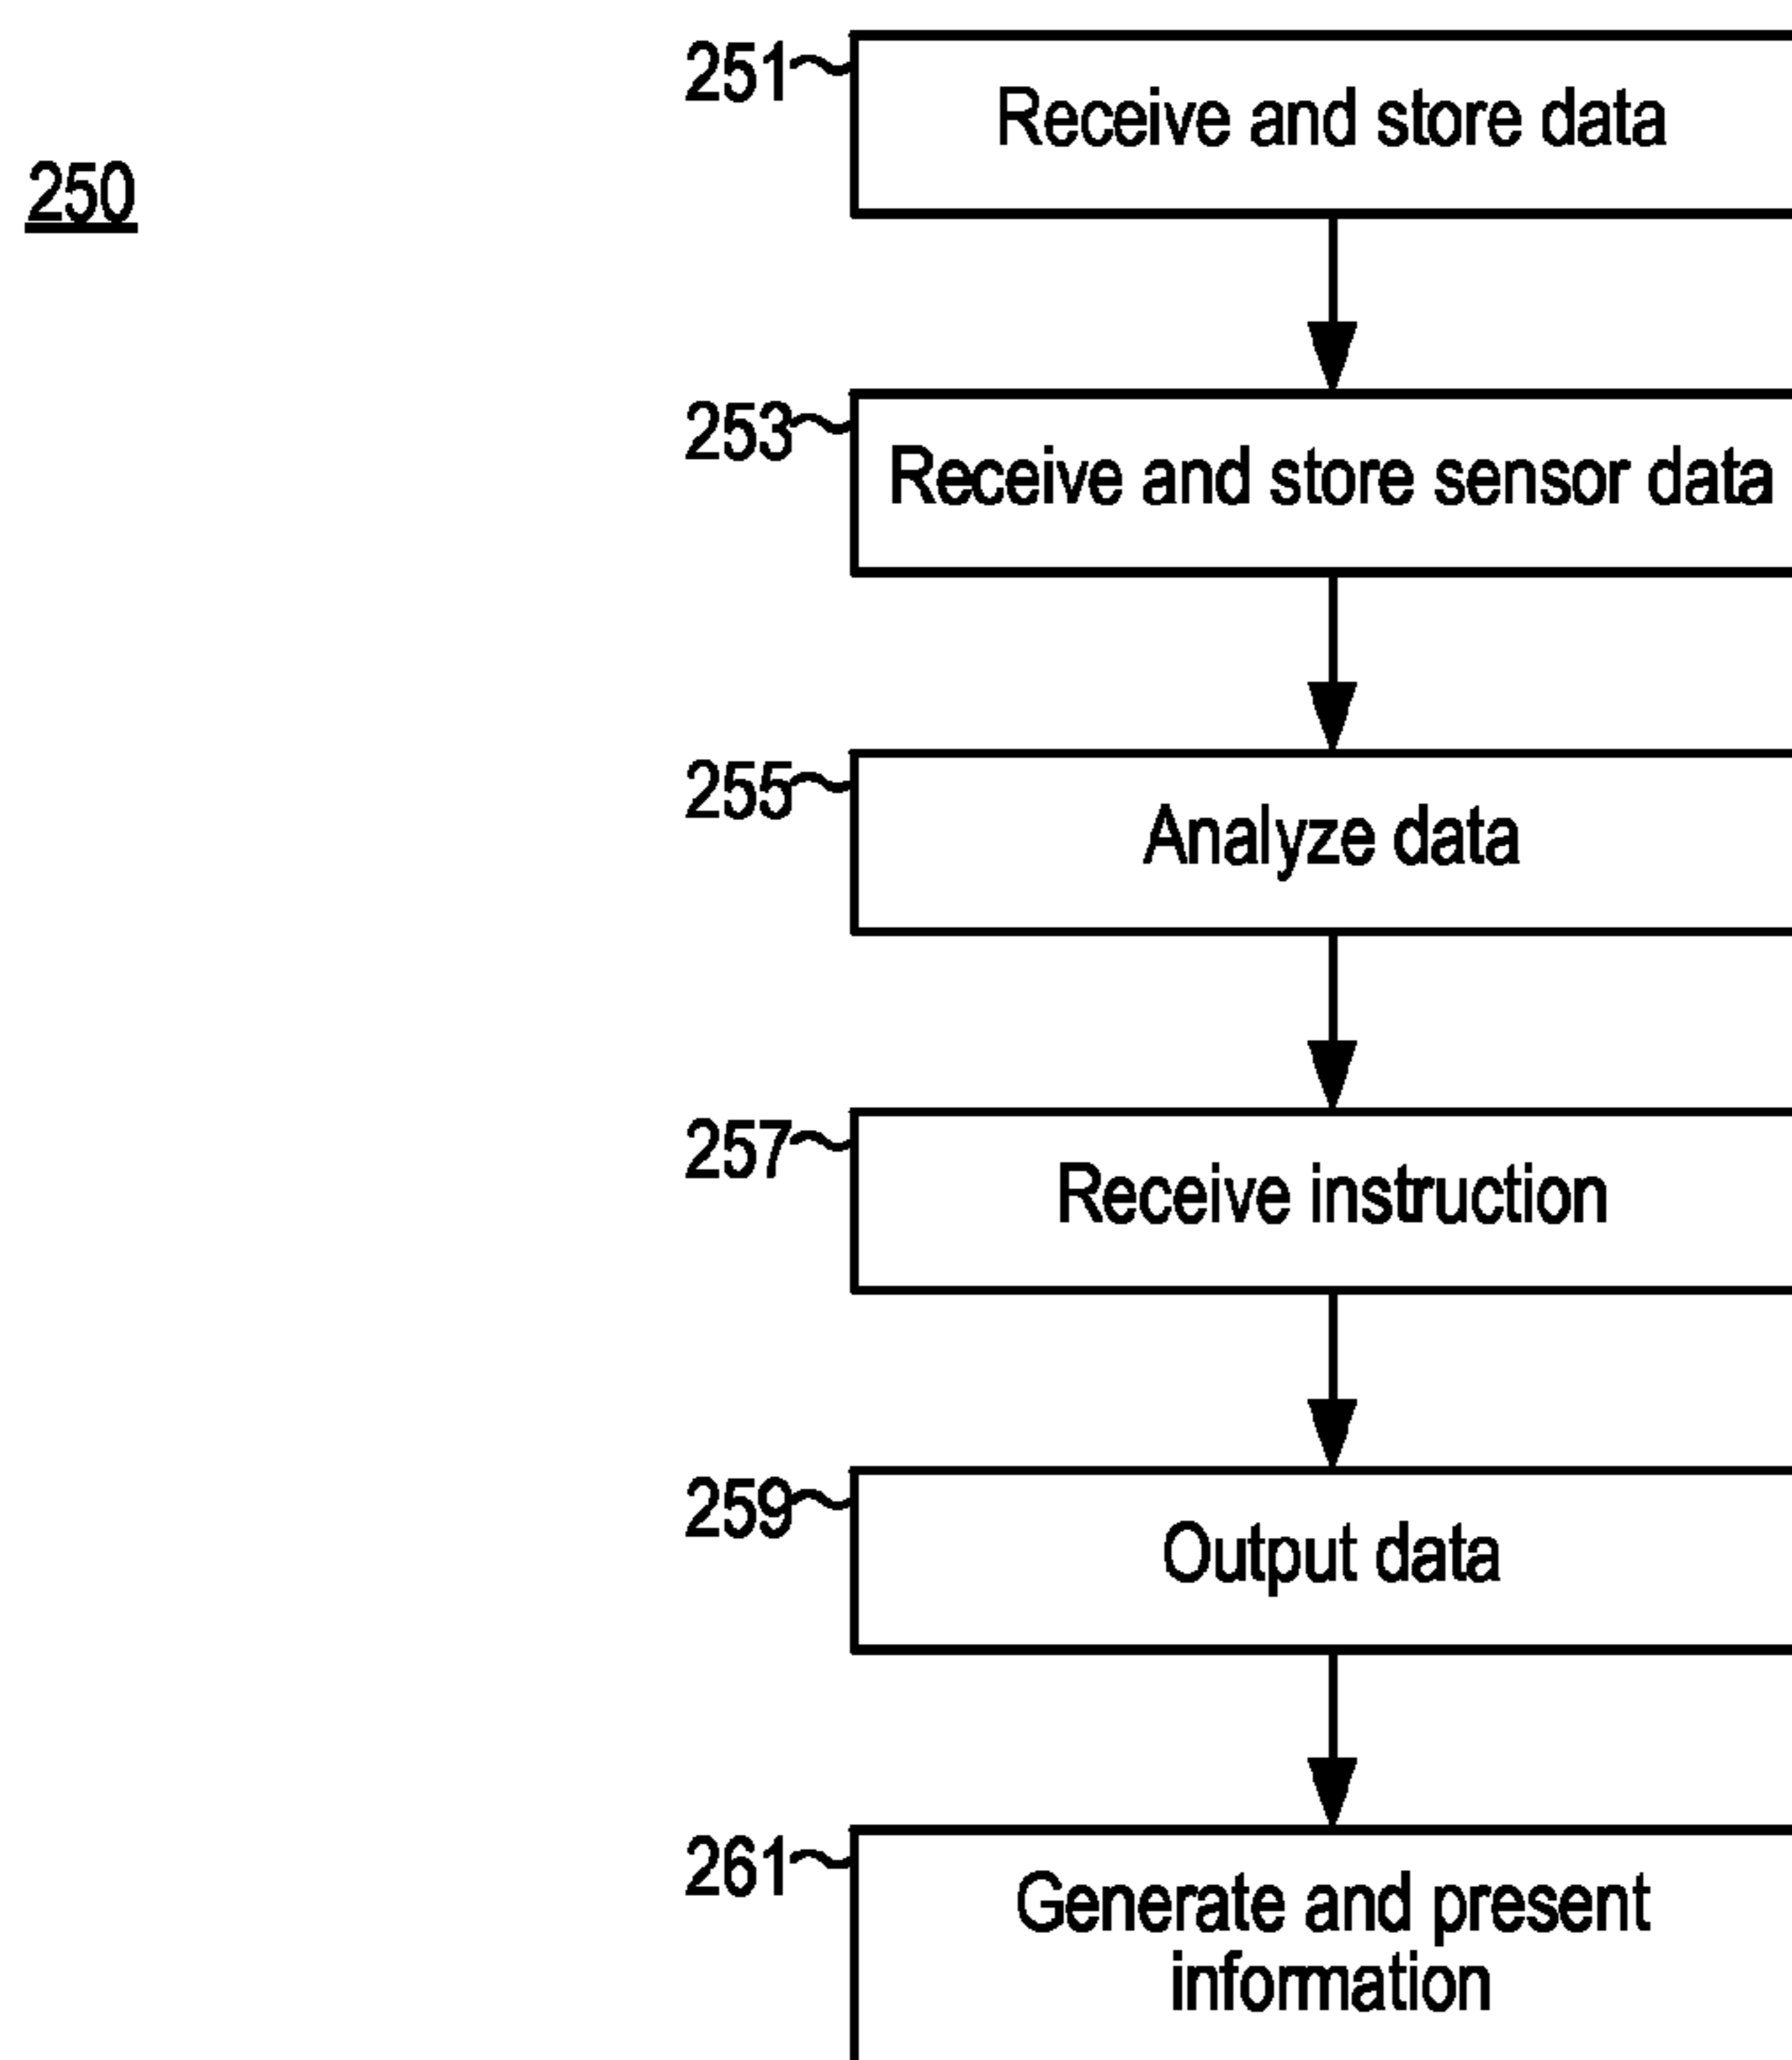 251
Receive and store data
250
253
Receive and store sensor data
255
Analyze data
257
Receive instruction
259
Output data
261
Generate and present
information